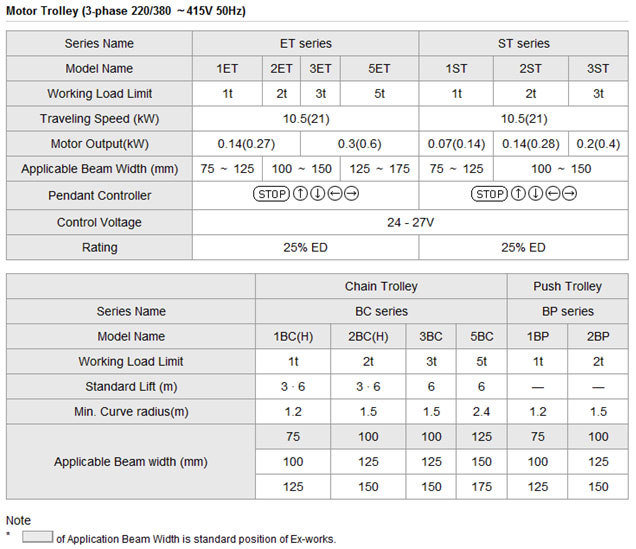 Motor Trolley (3-phase 220/380 ～415V 50Hz)
Series Name ET series ST series
Model Name 1ET 2ET 3ET 5ET 1ST 2ST 3ST
Working Load Limit 1t 2t 3t 5t 1t 2t 3t
Traveling Speed (kW) 10.5(21) 10.5(21)
Motor Output(kW) 0.14(0.27) 0.3(0.6) 0.07(0.14) 0.14(0.28) 0.2(0.4)
Applicable Beam Width (mm) 75 ～ 125 100 ～ 150 125 ～ 175 75 ～ 125 100 ～ 150
Pendant Controller STOP ↑ ↓ ← → STOP ↑ ↓ ← →
Control Voltage 24 - 27V
Rating 25% ED 25% ED
Chain Trolley Push Trolley
Series Name BC series BP series
Model Name 1BC(H) 2BC(H) 3BC 5BC 1BP 2BP
Working Load Limit 1t 2t 3t 5t 1t 2t
Standard Lift (m) 3 · 6 3 · 6 6 6 — —
Min. Curve radius(m) 1.2 1.5 1.5 2.4 1.2 1.5
75 100 100 125 75 100
Applicable Beam width (mm) 100 125 125 150 100 125
125 150 150 175 125 150
Note
* of Application Beam Width is standard position of Ex-works.